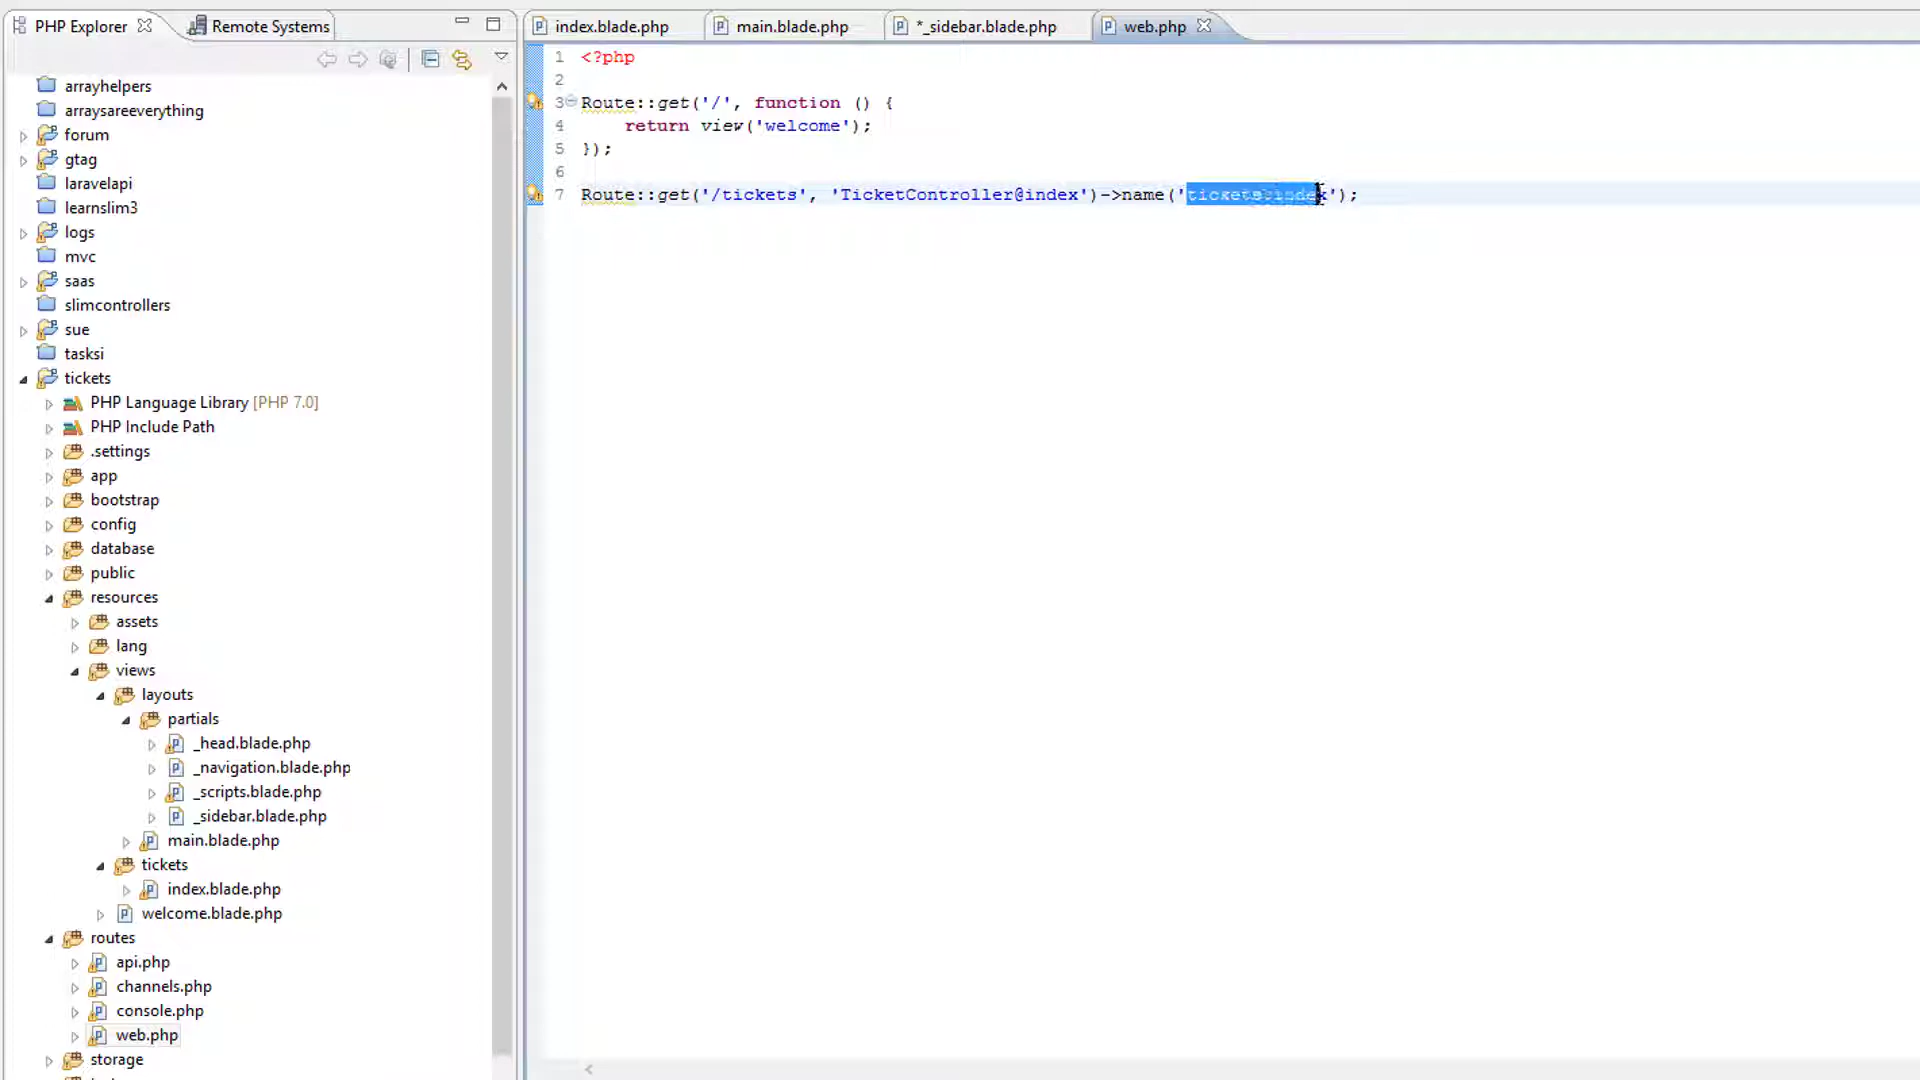 PHP Explorer
Remote Systems
arrayhelpers
arraysareeverything
forum
gtag
laravelapi
learnslim3
logs
mvc
saas
slimcontrollers
sue
tasksi
tickets
PHP Language Library [PHP 7.0]
PHP Include Path
.settings
app
bootstrap
config
database
public
resources
assets
lang
views
layouts
partials
_head.blade.php
_navigation.blade.php
_scripts.blade.php
_sidebar.blade.php
main.blade.php
tickets
index.blade.php
welcome.blade.php
routes
api.php
channels.php
console.php
web.php
storage
index.blade.php
main.blade.php
*_sidebar.blade.php
web.php
1 <?php
2
3 Route::get('/', function () {
4 return view('welcome');
5 });
6
7 Route::get('/tickets', 'TicketController@index')->name('tickets.index');